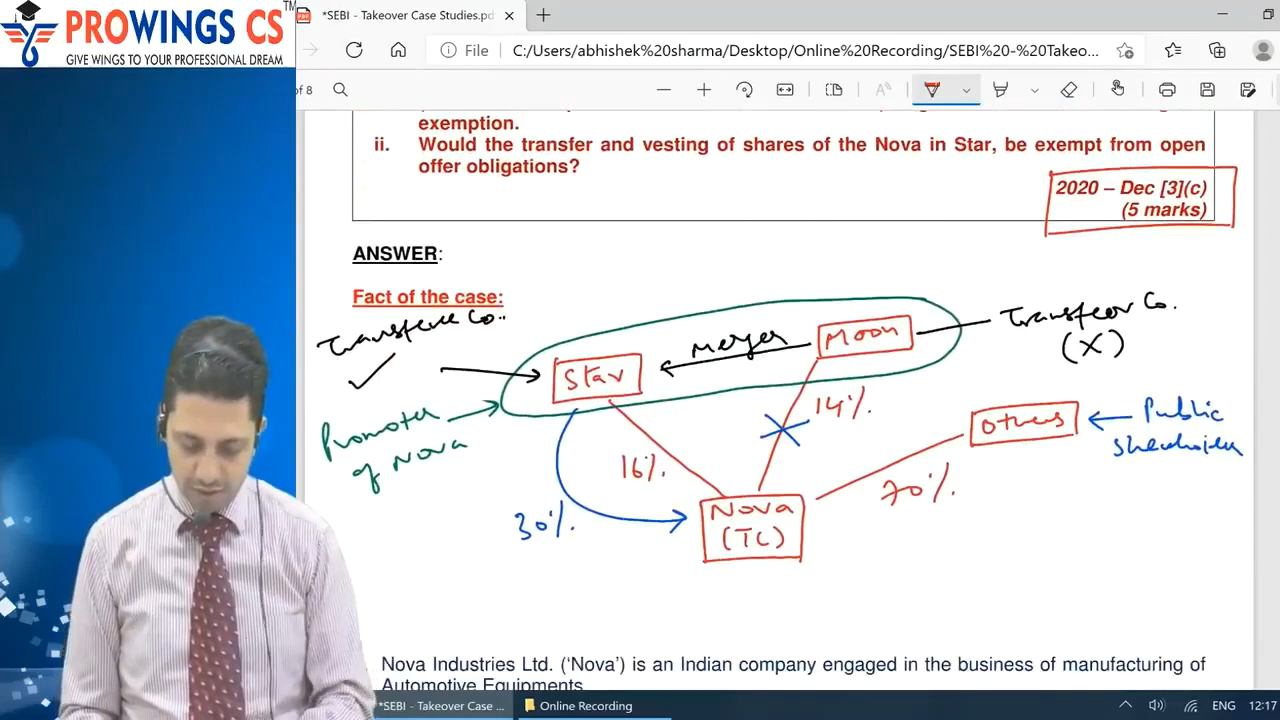 PROWINGS CS TM
GIVE WINGS TO YOUR PROFESSIONAL DREAM
*SEBI - Takeover Case Studies.pd
File
C:/Users/abhishek%20sharma/Desktop/Online%20Recording/SEBI%20-%20Takeo...
of 8
exemption.
ii. Would the transfer and vesting of shares of the Nova in Star, be exempt from open
offer obligations?
2020 – Dec [3](c)
(5 marks)
ANSWER:
Fact of the case:
Transferee Co..
Merger
Moon
Transferor Co.
(X)
Star
Promoter
of Nova
14%.
Others
Public
Shareholder
16%.
70%.
30%.
Nova
(TC)
Nova Industries Ltd. ('Nova') is an Indian company engaged in the business of manufacturing of
Automotive Equipments
*SEBI - Takeover Case ...
Online Recording
ENG
12:17